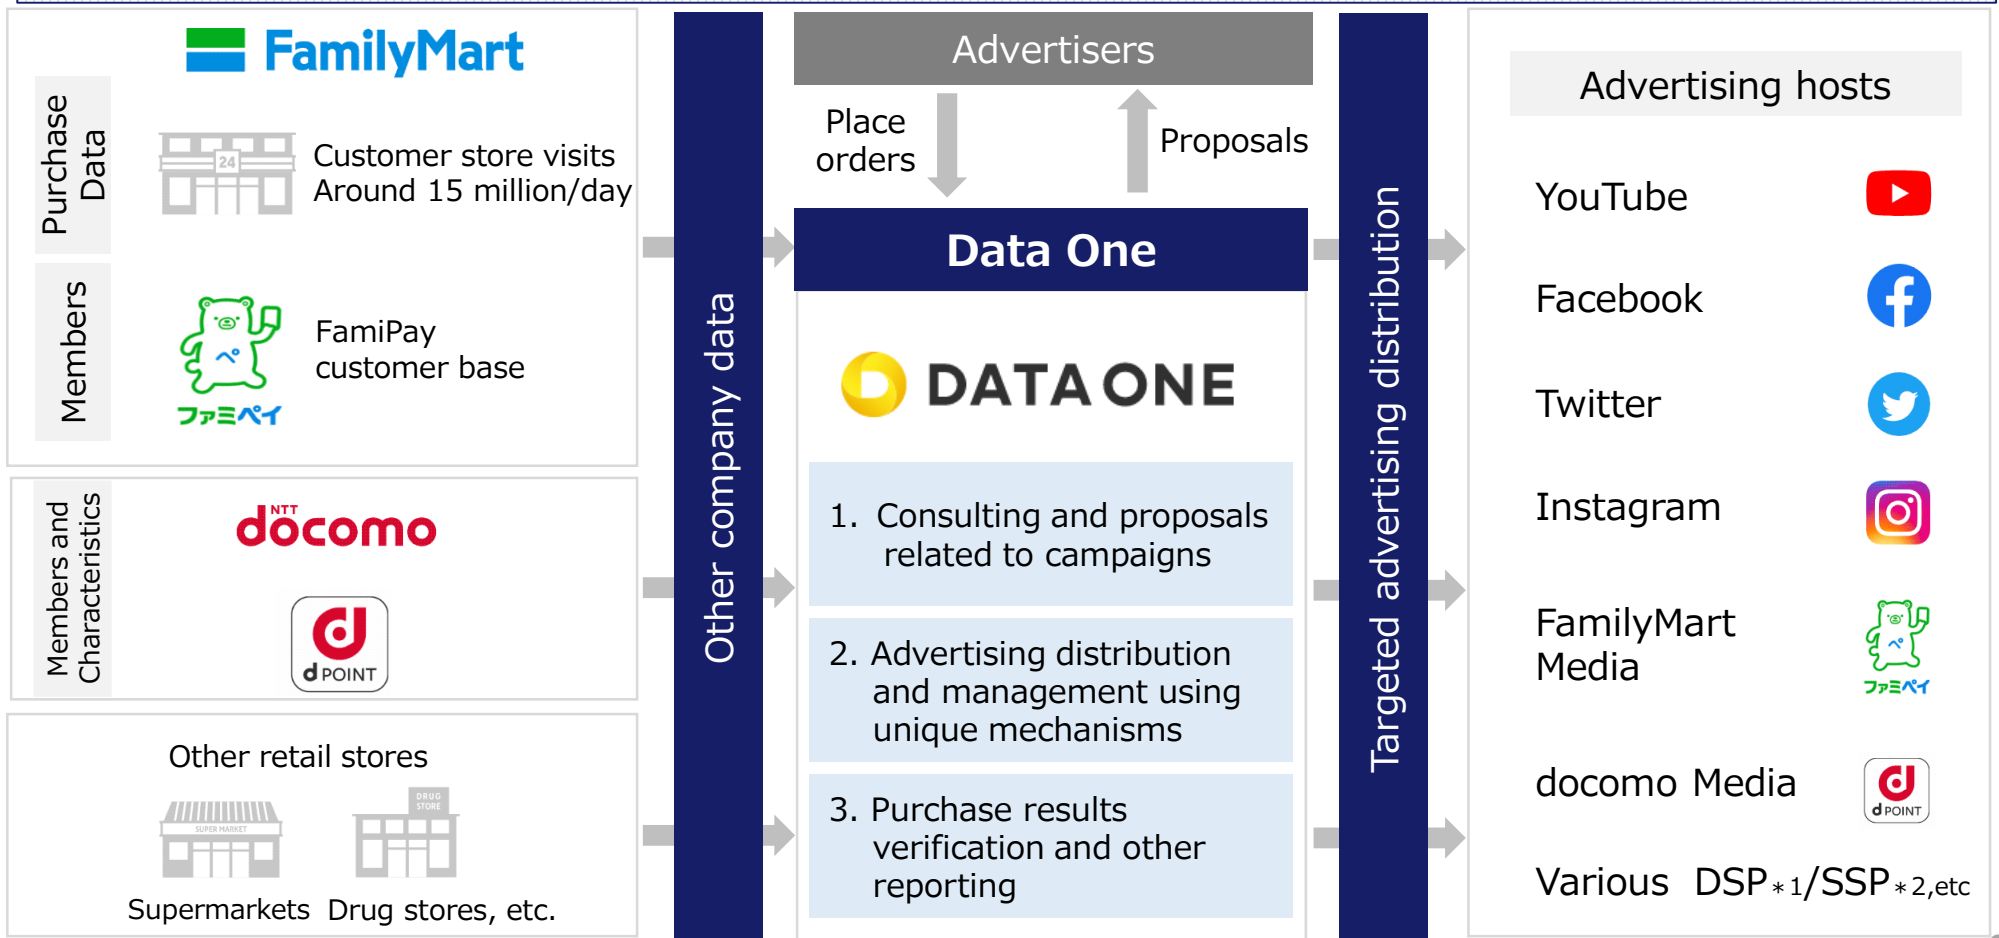 FamilyMart
Purchase
Data
24
Customer store visits
Around 15 million/day
Members
ペ
ファミペイ
FamiPay
customer base
Members and
Characteristics
NTT
docomo
d
d POINT
Other retail stores
SUPER MARKET
DRUG
STORE
Supermarkets
Drug stores, etc.
Other company data
Advertisers
Place
orders
Proposals
Data One
DATA ONE
1. Consulting and proposals
related to campaigns
2. Advertising distribution
and management using
unique mechanisms
3. Purchase results
verification and other
reporting
Targeted advertising distribution
Advertising hosts
YouTube
Facebook
Twitter
Instagram
FamilyMart
Media
ペ
ファミペイ
docomo Media
d
d POINT
Various DSP*1/SSP*2,etc